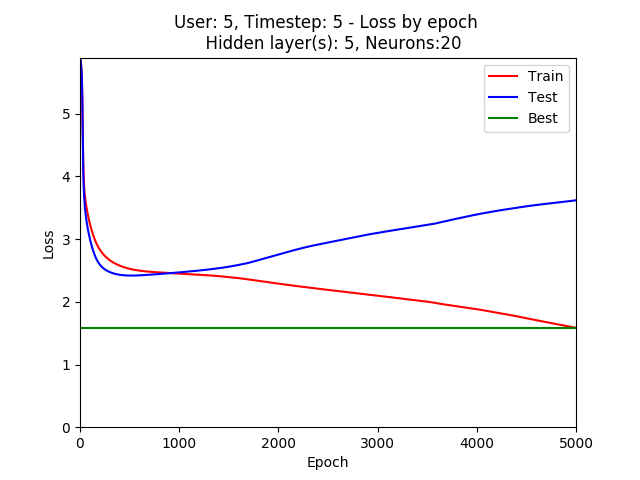 User: 5, Timestep: 5 - Loss by epoch
Hidden layer(s): 5, Neurons:20
Train
Test
Best
5
4
3
2
1
0
Loss
0 1000 2000 3000 4000 5000
Epoch